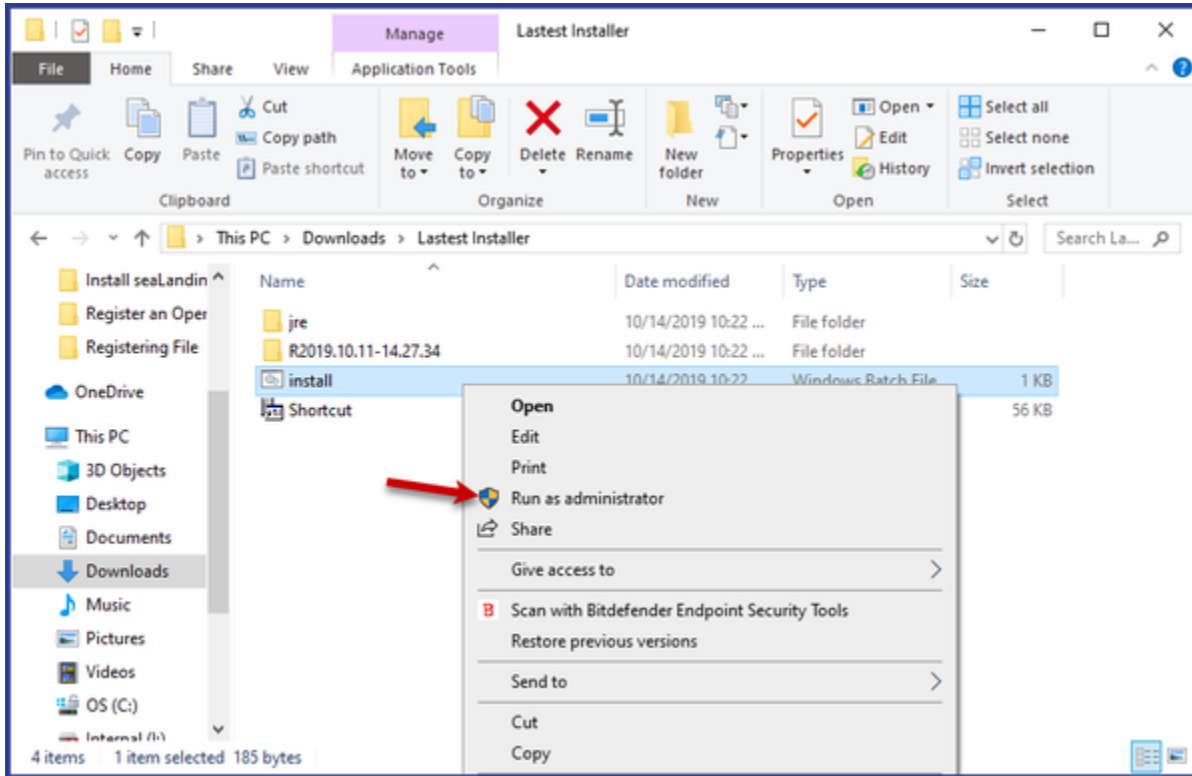 Manage
Lastest Installer
File
Home
Share
View
Application Tools
Pin to Quick access
Copy
Paste
Cut
Copy path
Paste shortcut
Clipboard
Move to
Copy to
Delete
Rename
Organize
New folder
New
Properties
Open
Edit
History
Open
Select all
Select none
Invert selection
Select
This PC > Downloads > Lastest Installer
Search La...
Install seaLandin
Register an Oper
Registering File
OneDrive
This PC
3D Objects
Desktop
Documents
Downloads
Music
Pictures
Videos
OS (C:)
Name
Date modified
Type
Size
jre 10/14/2019 10:22 ... File folder
R2019.10.11-14.27.34 10/14/2019 10:22 ... File folder
install 10/14/2019 10:22 Windows Batch File 1 KB
Shortcut 56 KB
Open
Edit
Print
Run as administrator
Share
Give access to
Scan with Bitdefender Endpoint Security Tools
Restore previous versions
Send to
Cut
Copy
4 items
1 item selected 185 bytes